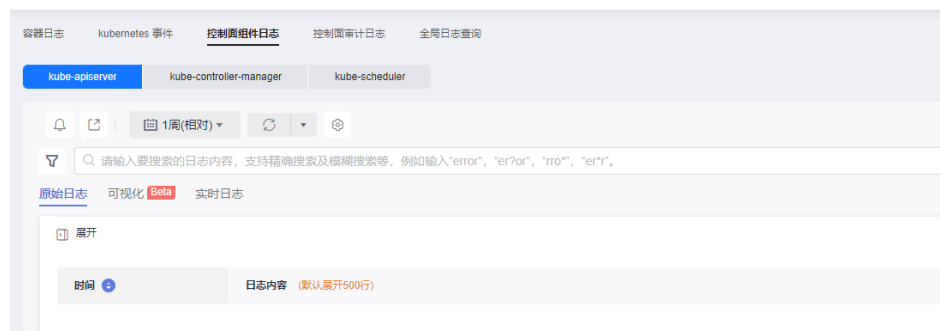 容器日志 kubernetes 事件 控制面组件日志 控制面审计日志 全局日志查询
kube-apiserver kube-controller-manager kube-scheduler
1周(相对)
请输入要搜索的日志内容，支持精确搜索及模糊搜索等，例如输入"error"，"er?or"，"rro*"，"er*r"。
原始日志 可视化 Beta 实时日志
展开
时间 日志内容 (默认展开500行)